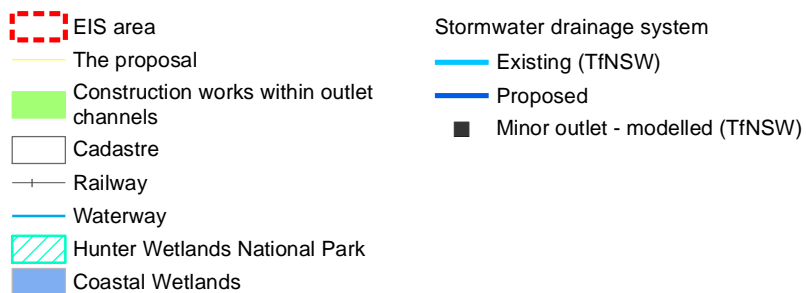 EIS area
The proposal
Construction works within outlet
channels
Cadastre
Railway
Waterway
Hunter Wetlands National Park
Coastal Wetlands
Stormwater drainage system
Existing (TfNSW)
Proposed
Minor outlet - modelled (TfNSW)